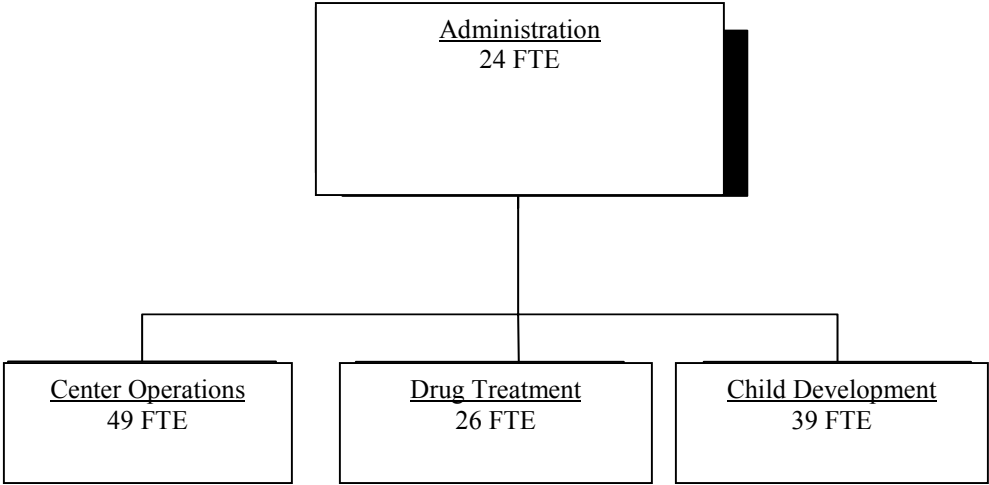 Administration
24 FTE
Center Operations
49 FTE
Drug Treatment
26 FTE
Child Development
39 FTE